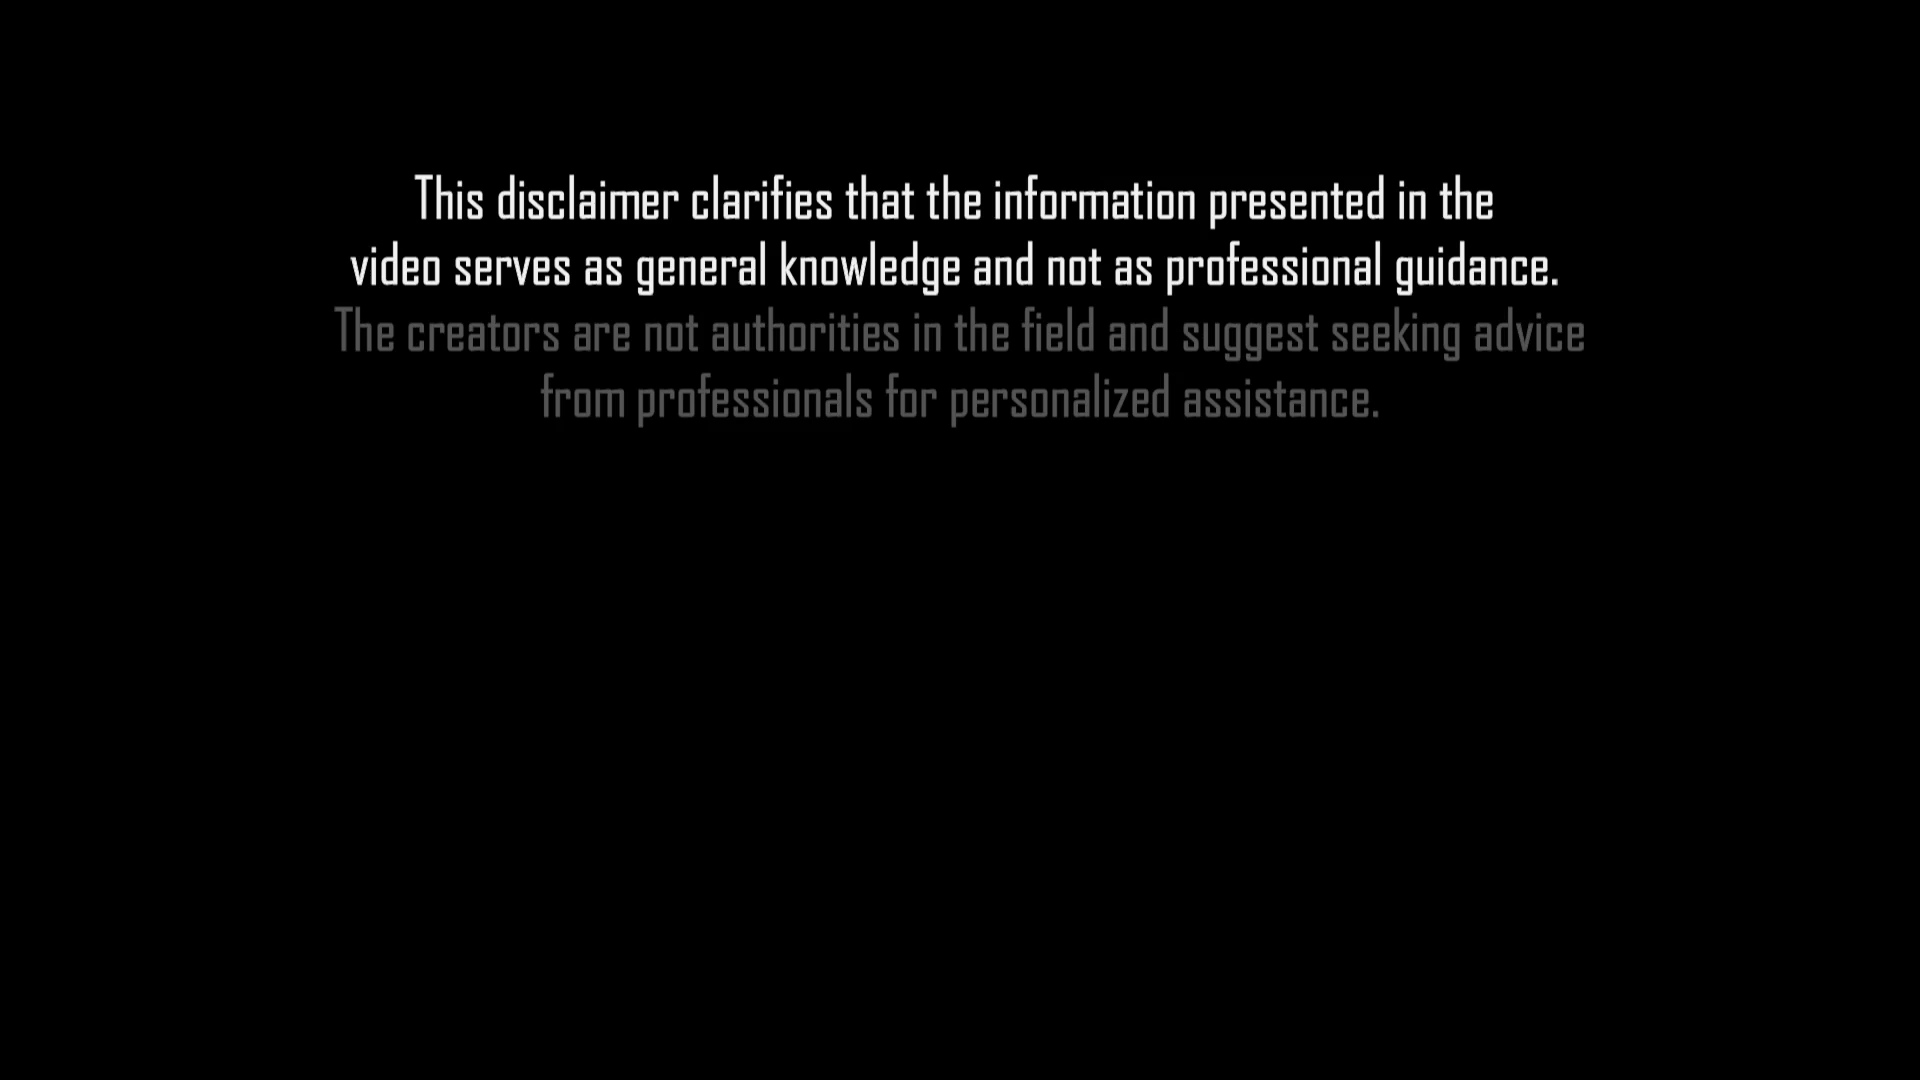 This disclaimer clarifies that the information presented in the
video serves as general knowledge and not as professional guidance.
The creators are not authorities in the field and suggest seeking advice
from professionals for personalized assistance.